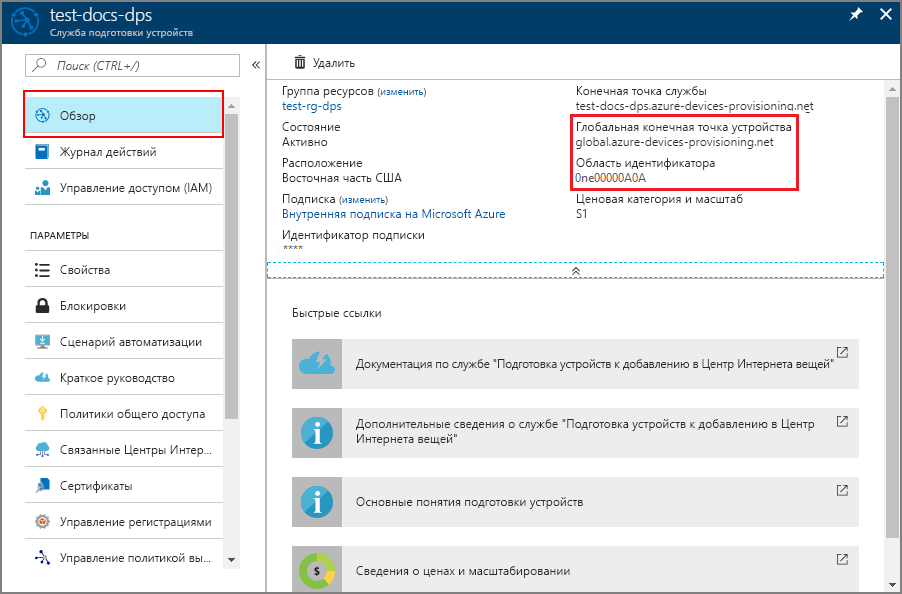 test-docs-dps
Служба подготовки устройств
Поиск (CTRL+/)
«
Обзор
Журнал действий
Управление доступом (IAM)
ПАРАМЕТРЫ
Свойства
Блокировки
Сценарий автоматизации
Краткое руководство
Политики общего доступа
Связанные Центры Интер...
Сертификаты
Управление регистрациями
Управление политикой вы...
Удалить
Группа ресурсов (изменить)
test-rg-dps
Состояние
Активно
Расположение
Восточная часть США
Подписка (изменить)
Внутренняя подписка на Microsoft Azure
Идентификатор подписки
****
Конечная точка службы
test-docs-dps.azure-devices-provisioning.net
Глобальная конечная точка устройства
global.azure-devices-provisioning.net
Область идентификатора
0ne00000A0A
Ценовая категория и масштаб
S1
Быстрые ссылки
Документация по службе "Подготовка устройств к добавлению в Центр Интернета вещей"
Дополнительные сведения о службе "Подготовка устройств к добавлению в Центр
Интернета вещей"
Основные понятия подготовки устройств
Сведения о ценах и масштабировании